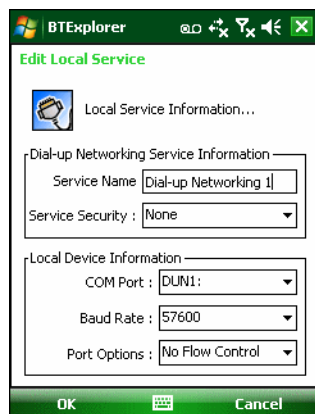 BTExplorer
Edit Local Service
Local Service Information...
Dial-up Networking Service Information
Service Name Dial-up Networking 1
Service Security : None
Local Device Information
COM Port : DUN1:
Baud Rate : 57600
Port Options : No Flow Control
OK Cancel